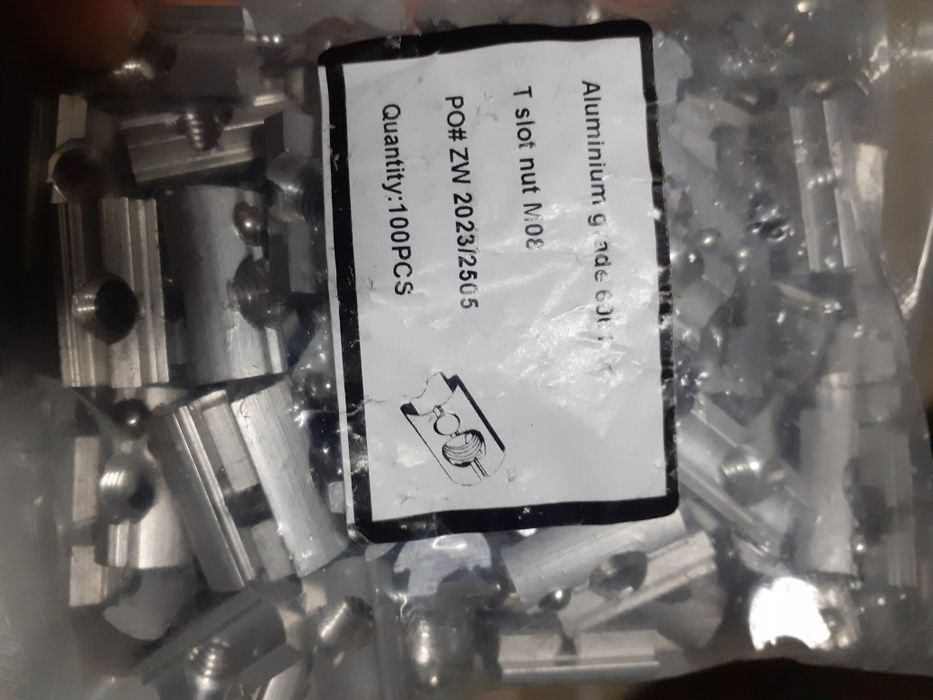 Aluminium grade
T slot nut M08
PO# ZW 2023/2505
Quantity:100PCS